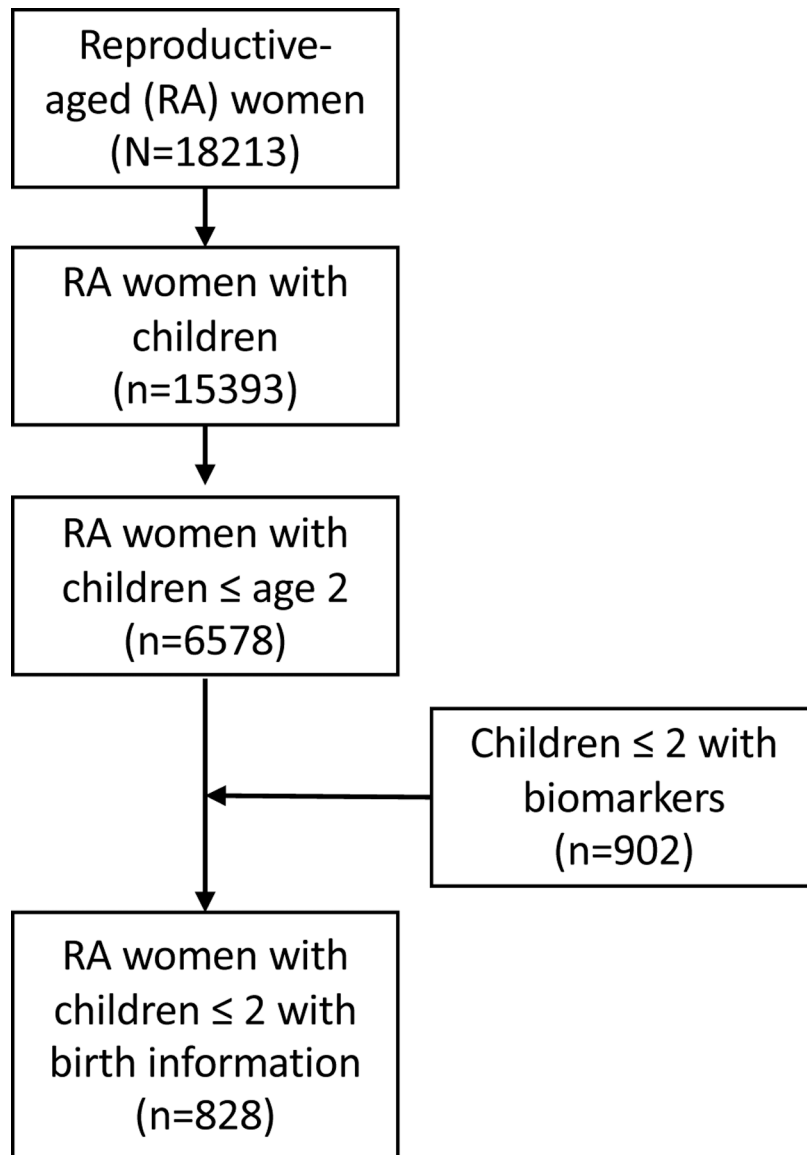 Reproductive-
aged (RA) women
(N=18213)
RA women with
children
(n=15393)
RA women with
children ≤ age 2
(n=6578)
Children ≤ 2 with
biomarkers
(n=902)
RA women with
children ≤ 2 with
birth information
(n=828)